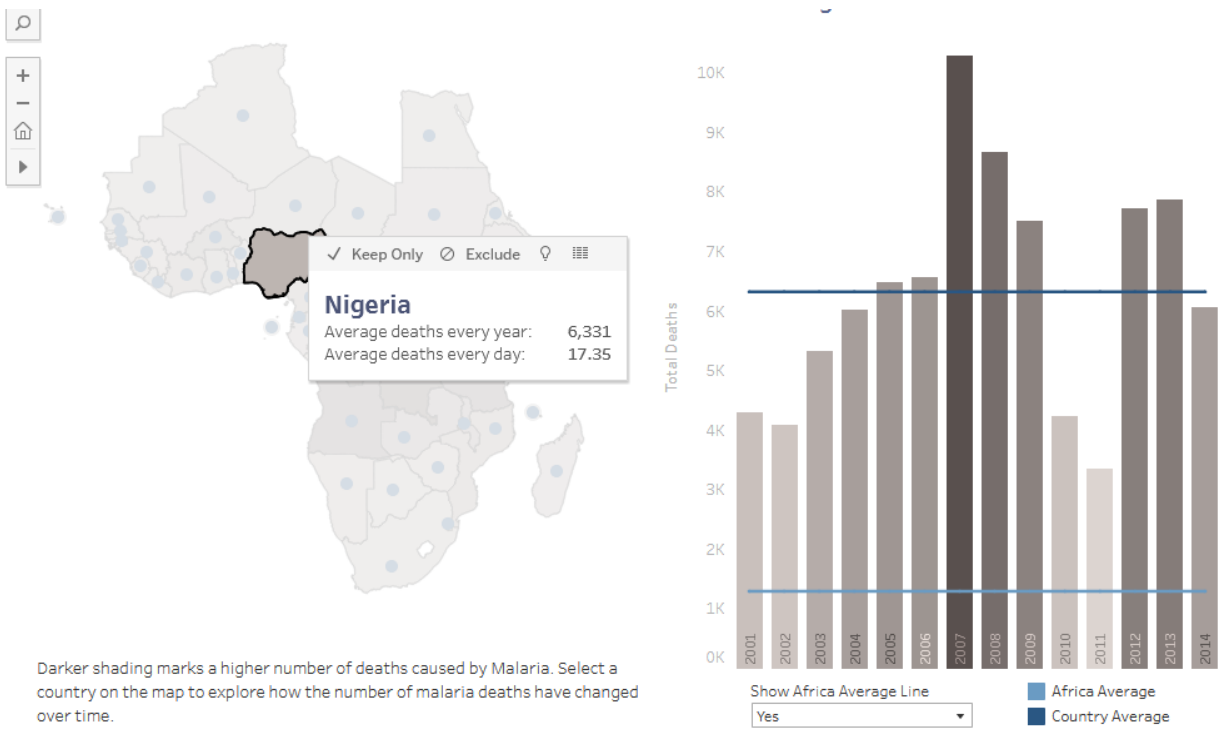 Keep Only Exclude
Nigeria
Average deaths every year: 6,331
Average deaths every day: 17.35
Darker shading marks a higher number of deaths caused by Malaria. Select a
country on the map to explore how the number of malaria deaths have changed
over time.
Total Deaths
10K
9K
8K
7K
6K
5K
4K
3K
2K
1K
0K
2001 2002 2003 2004 2005 2006 2007 2008 2009 2010 2011 2012 2013 2014
Show Africa Average Line
Yes
Africa Average
Country Average